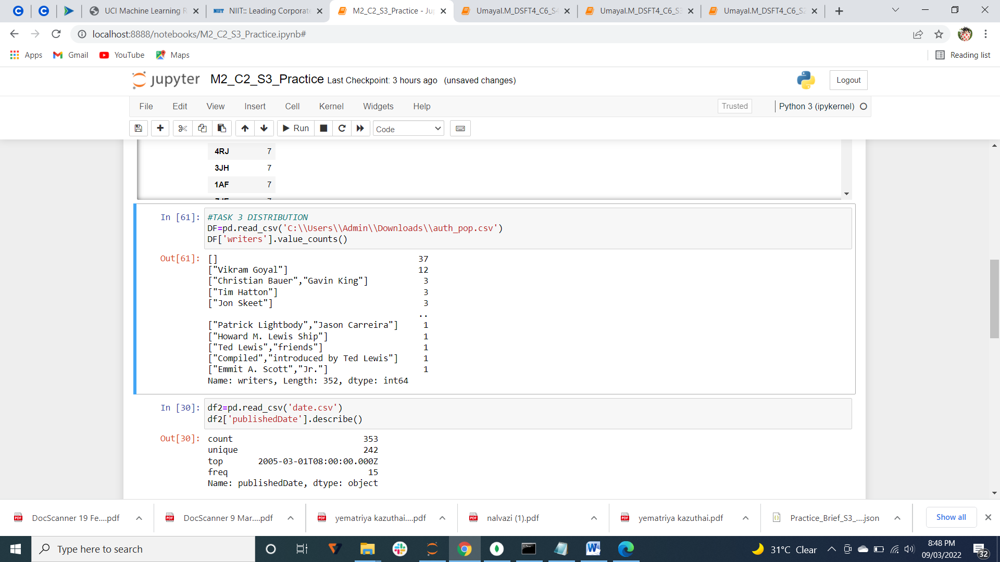 UCI Machine Learning R
NIIT NIIT:: Leading Corporate
M2_C2_S3_Practice - Ju
Umayal.M_DSFT4_C6_S4
Umayal.M_DSFT4_C6_S3
Umayal.M_DSFT4_C6_S2
localhost:8888/notebooks/M2_C2_S3_Practice.ipynb#
Apps Gmail YouTube Maps Reading list
jupyter M2_C2_S3_Practice Last Checkpoint: 3 hours ago (unsaved changes) Logout
File Edit View Insert Cell Kernel Widgets Help Trusted Python 3 (ipykernel)
Run Code
4RJ 7
3JH 7
1AF 7
In [61]: #TASK 3 DISTRIBUTION
DF=pd.read_csv('C:\\Users\\Admin\\Downloads\\auth_pop.csv')
DF['writers'].value_counts()
Out[61]: [] 37
["Vikram Goyal"] 12
["Christian Bauer","Gavin King"] 3
["Tim Hatton"] 3
["Jon Skeet"] 3
..
["Patrick Lightbody","Jason Carreira"] 1
["Howard M. Lewis Ship"] 1
["Ted Lewis","friends"] 1
["Compiled","introduced by Ted Lewis"] 1
["Emmit A. Scott","Jr."] 1
Name: writers, Length: 352, dtype: int64
In [30]: df2=pd.read_csv('date.csv')
df2['publishedDate'].describe()
Out[30]: count 353
unique 242
top 2005-03-01T08:00:00.000Z
freq 15
Name: publishedDate, dtype: object
PDF DocScanner 19 Fe....pdf
PDF DocScanner 9 Mar....pdf
PDF yematriya kazuthai....pdf
PDF nalvazi (1).pdf
PDF yematriya kazuthai.pdf
Practice_Brief_S3_....json
Show all
Type here to search
31°C Clear
8:48 PM
09/03/2022
32